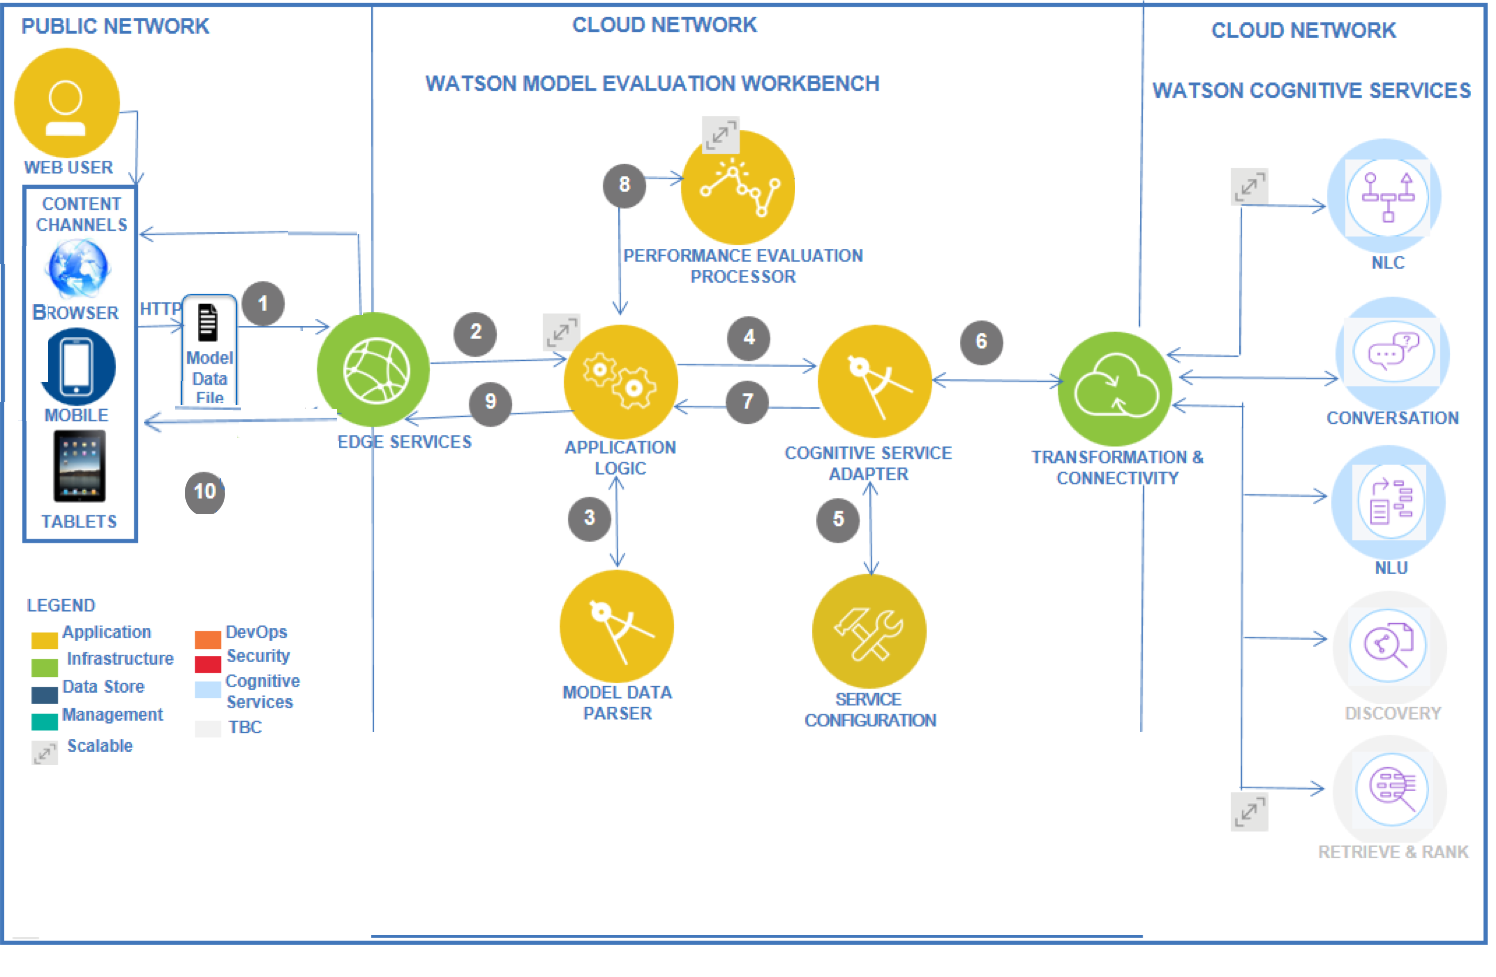 PUBLIC NETWORK
CLOUD NETWORK
CLOUD NETWORK
WATSON MODEL EVALUATION WORKBENCH
WATSON COGNITIVE SERVICES
WEB USER
CONTENT
CHANNELS
BROWSER
MOBILE
TABLETS
HTTP
Model
Data
File
1
2
3
4
5
6
7
8
9
10
EDGE SERVICES
PERFORMANCE EVALUATION
PROCESSOR
APPLICATION
LOGIC
COGNITIVE SERVICE
ADAPTER
TRANSFORMATION &
CONNECTIVITY
MODEL DATA
PARSER
SERVICE
CONFIGURATION
NLC
?
CONVERSATION
NLU
DISCOVERY
RETRIEVE & RANK
LEGEND
Application
Infrastructure
Data Store
Management
Scalable
DevOps
Security
Cognitive
Services
TBC